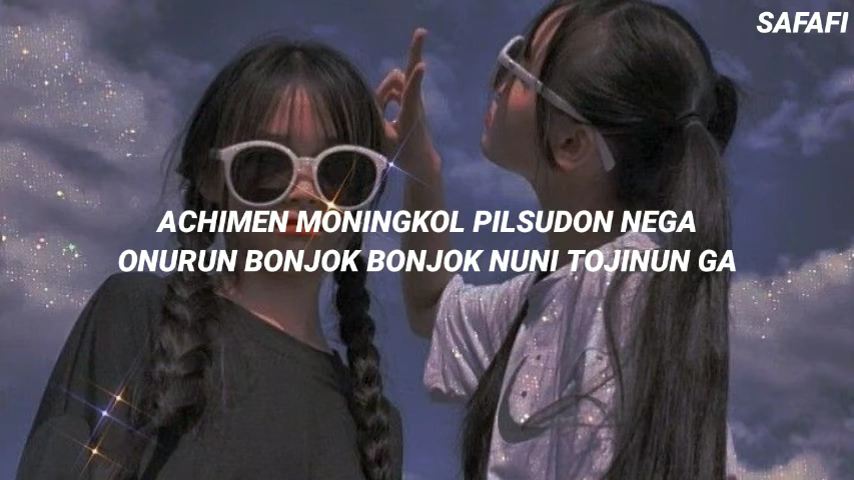 SAFAFI
ACHIMEN MONINGKOL PILSUDON NEGA
ONURUN BONJOK BONJOK NUNI TOJINUN GA